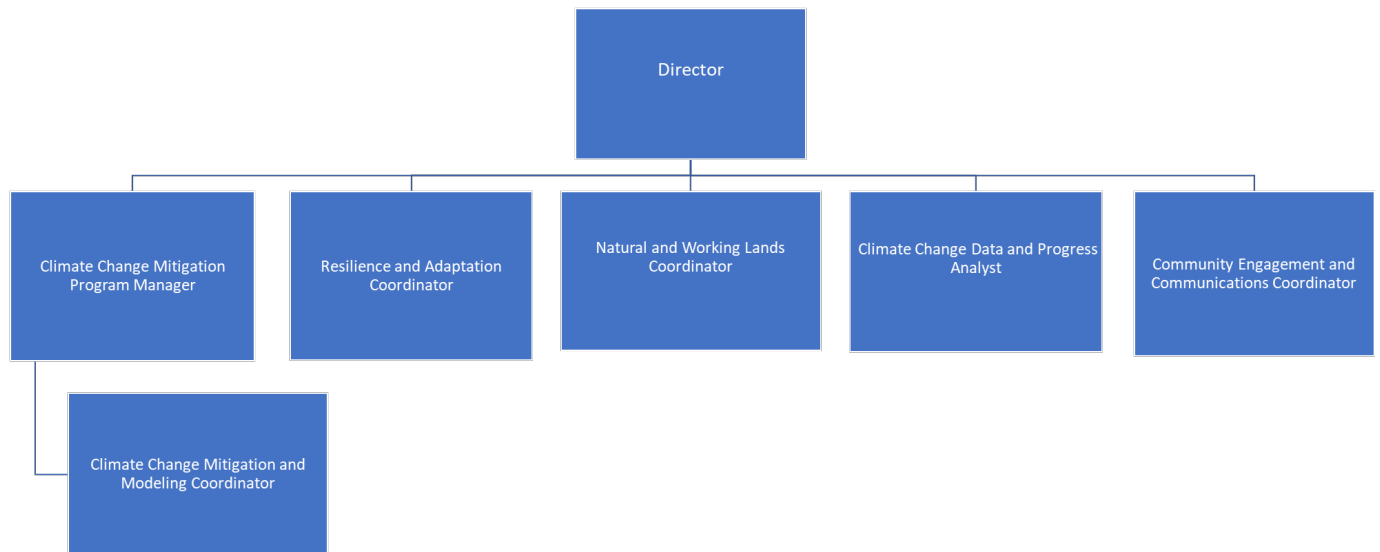 Director
Climate Change Mitigation
Program Manager
Resilience and Adaptation
Coordinator
Natural and Working Lands
Coordinator
Climate Change Data and Progress
Analyst
Community Engagement and
Communications Coordinator
Climate Change Mitigation and
Modeling Coordinator